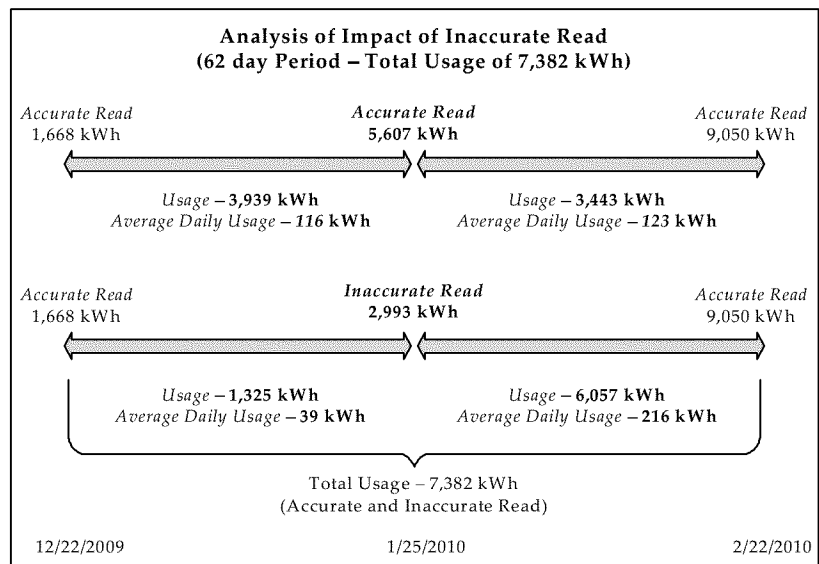 Analysis of Impact of Inaccurate Read
(62 day Period – Total Usage of 7,382 kWh)
Accurate Read Accurate Read Accurate Read
1,668 kWh 5,607 kWh 9,050 kWh
Usage – 3,939 kWh Usage – 3,443 kWh
Average Daily Usage – 116 kWh Average Daily Usage – 123 kWh
Accurate Read Inaccurate Read Accurate Read
1,668 kWh 2,993 kWh 9,050 kWh
Usage – 1,325 kWh Usage – 6,057 kWh
Average Daily Usage – 39 kWh Average Daily Usage – 216 kWh
Total Usage – 7,382 kWh
(Accurate and Inaccurate Read)
12/22/2009 1/25/2010 2/22/2010